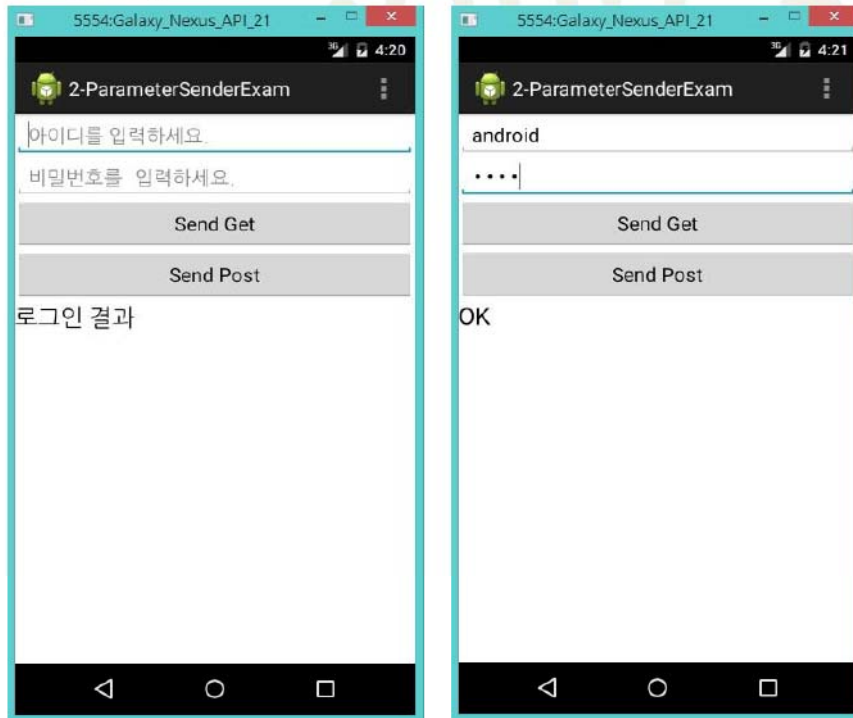 5554:Galaxy_Nexus_API_21
3G 4:20
2-ParameterSenderExam
아이디를 입력하세요.
비밀번호를 입력하세요.
Send Get
Send Post
로그인 결과
5554:Galaxy_Nexus_API_21
3G 4:21
2-ParameterSenderExam
android
••••
Send Get
Send Post
OK